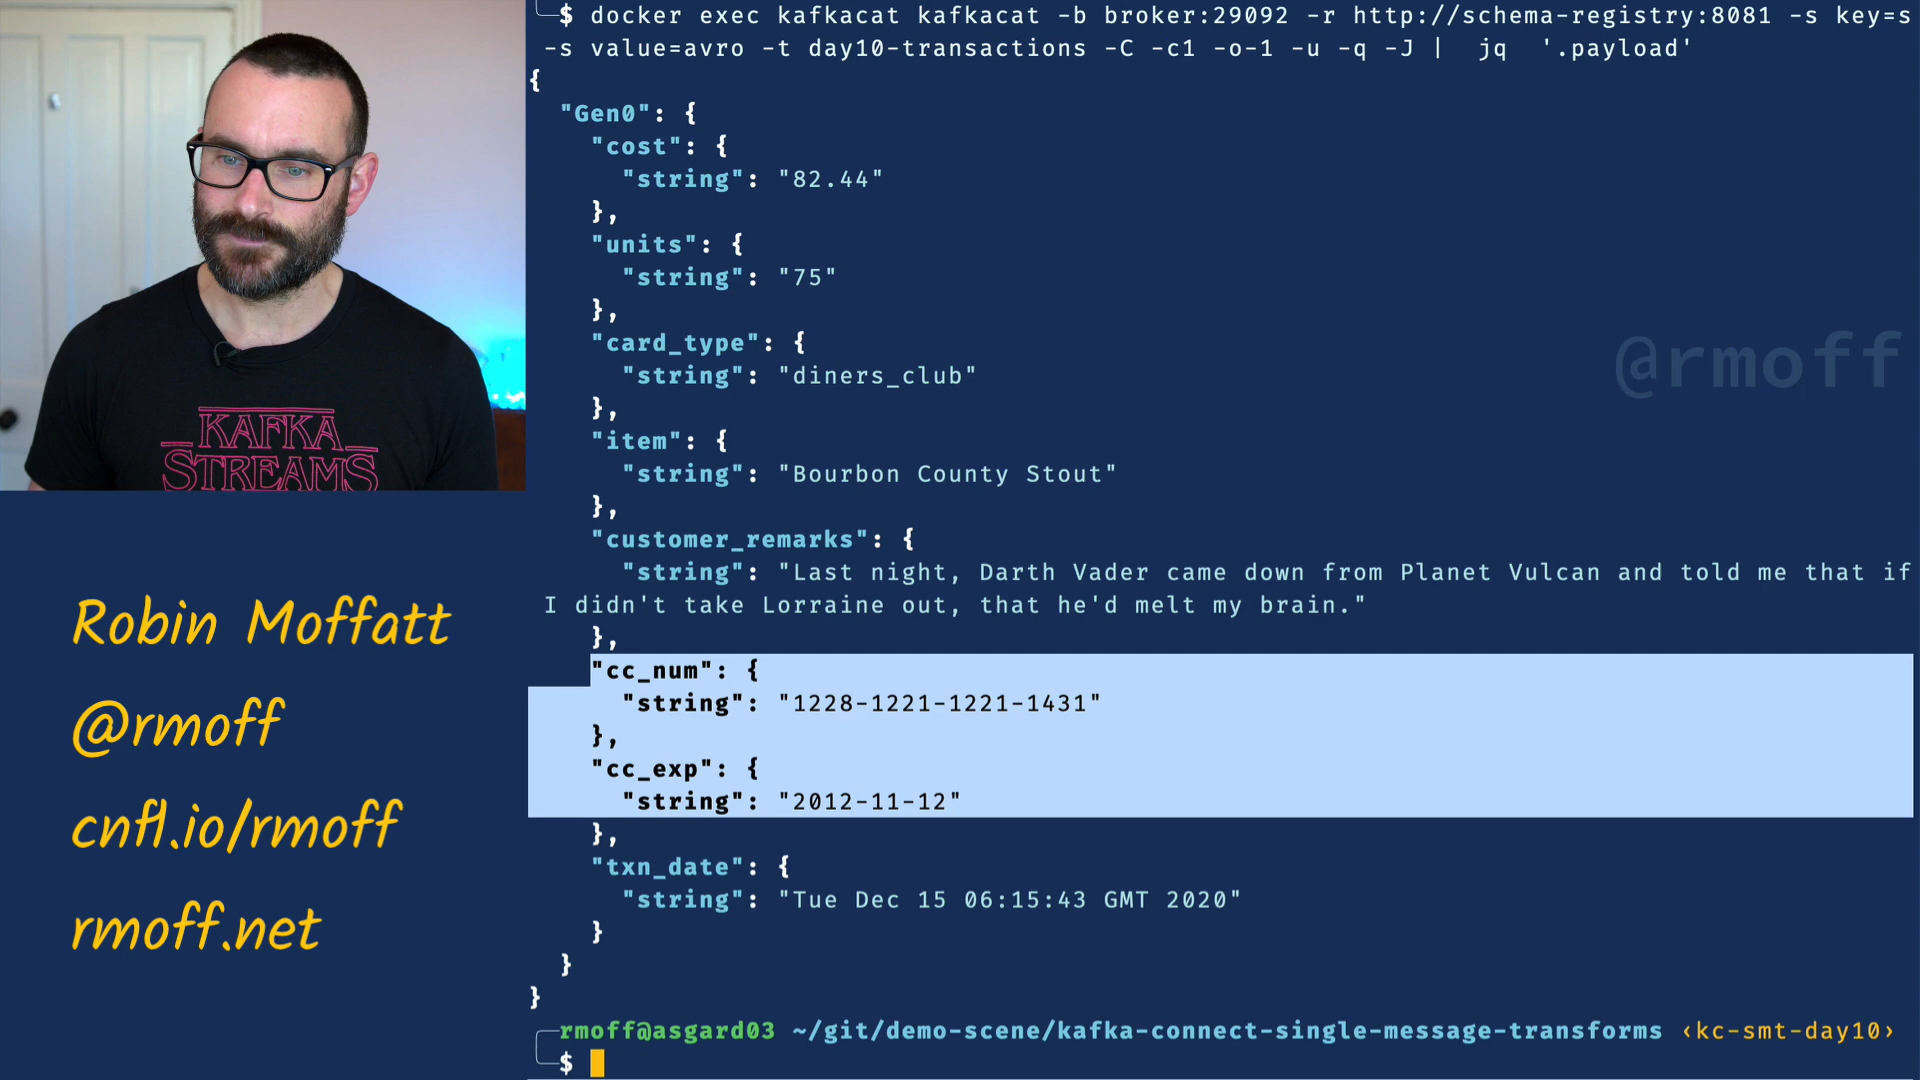 $ docker exec kafkacat kafkacat -b broker:29092 -r http://schema-registry:8081 -s key=s
-s value=avro -t day10-transactions -C -c1 -o-1 -u -q -J |  jq  '.payload'
{
  "Gen0": {
    "cost": {
      "string": "82.44"
    },
    "units": {
      "string": "75"
    },
    "card_type": {
      "string": "diners_club"
    },
    "item": {
      "string": "Bourbon County Stout"
    },
    "customer_remarks": {
      "string": "Last night, Darth Vader came down from Planet Vulcan and told me that if
I didn't take Lorraine out, that he'd melt my brain."
    },
    "cc_num": {
      "string": "1228-1221-1221-1431"
    },
    "cc_exp": {
      "string": "2012-11-12"
    },
    "txn_date": {
      "string": "Tue Dec 15 06:15:43 GMT 2020"
    }
  }
}
rmoff@asgard03 ~/git/demo-scene/kafka-connect-single-message-transforms ‹kc-smt-day10›
$
@rmoff
KAFKA
STREAMS
Robin Moffatt
@rmoff
cnfl.io/rmoff
rmoff.net